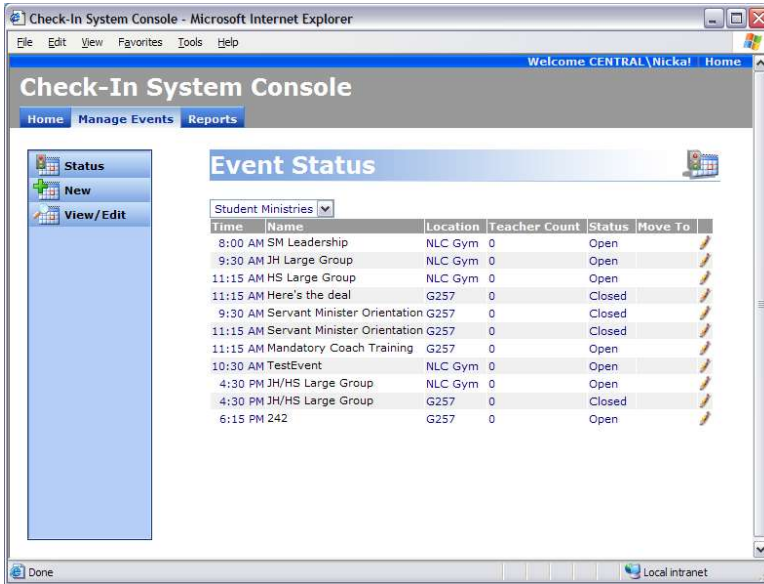 Check-In System Console - Microsoft Internet Explorer
File Edit View Favorites Tools Help
Welcome CENTRAL\Nicka! Home
Check-In System Console
Home Manage Events Reports
Status
New
View/Edit
Event Status
Student Ministries
Time Name Location Teacher Count Status Move To
8:00 AM SM Leadership NLC Gym 0 Open
9:30 AM JH Large Group NLC Gym 0 Open
11:15 AM HS Large Group NLC Gym 0 Open
11:15 AM Here's the deal G257 0 Closed
9:30 AM Servant Minister Orientation G257 0 Closed
11:15 AM Servant Minister Orientation G257 0 Closed
11:15 AM Mandatory Coach Training G257 0 Open
10:30 AM TestEvent NLC Gym 0 Open
4:30 PM JH/HS Large Group NLC Gym 0 Open
4:30 PM JH/HS Large Group G257 0 Closed
6:15 PM 242 G257 0 Open
Done Local intranet